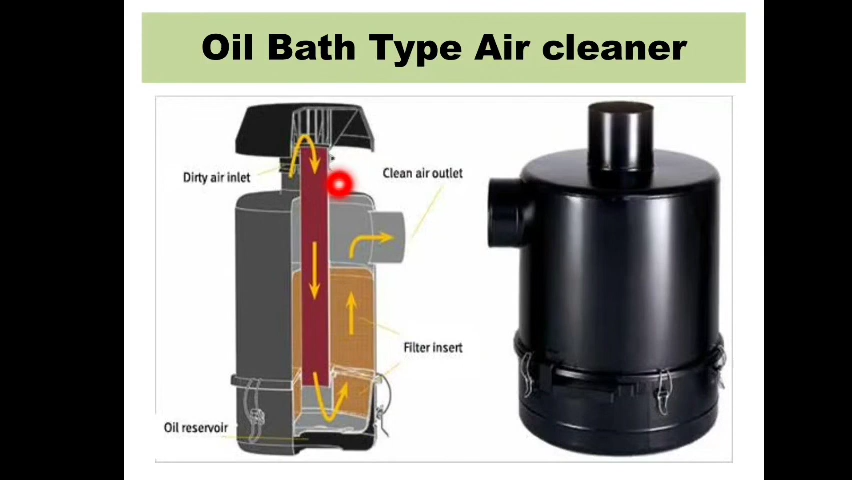 Oil Bath Type Air cleaner
Dirty air inlet
Clean air outlet
Filter insert
Oil reservoir